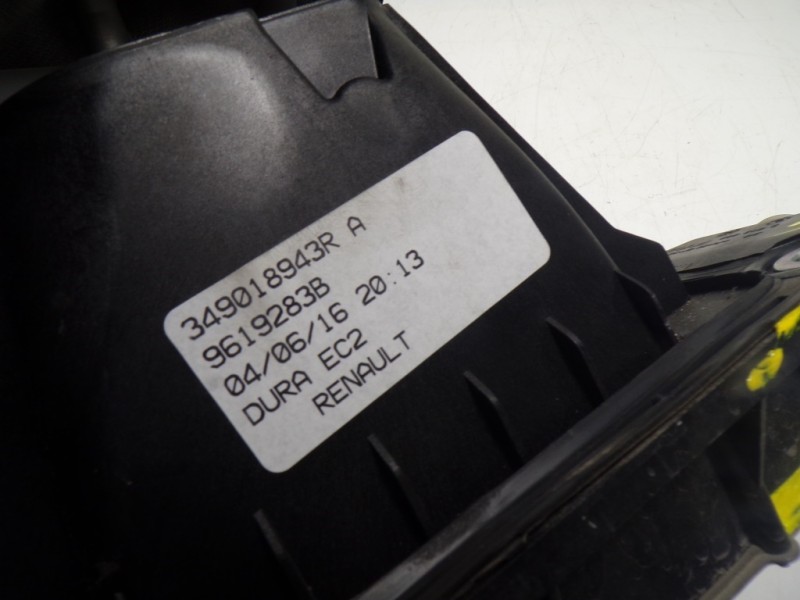 349018943R A
9619283B
04/06/16 20:13
DURA EC2
RENAULT